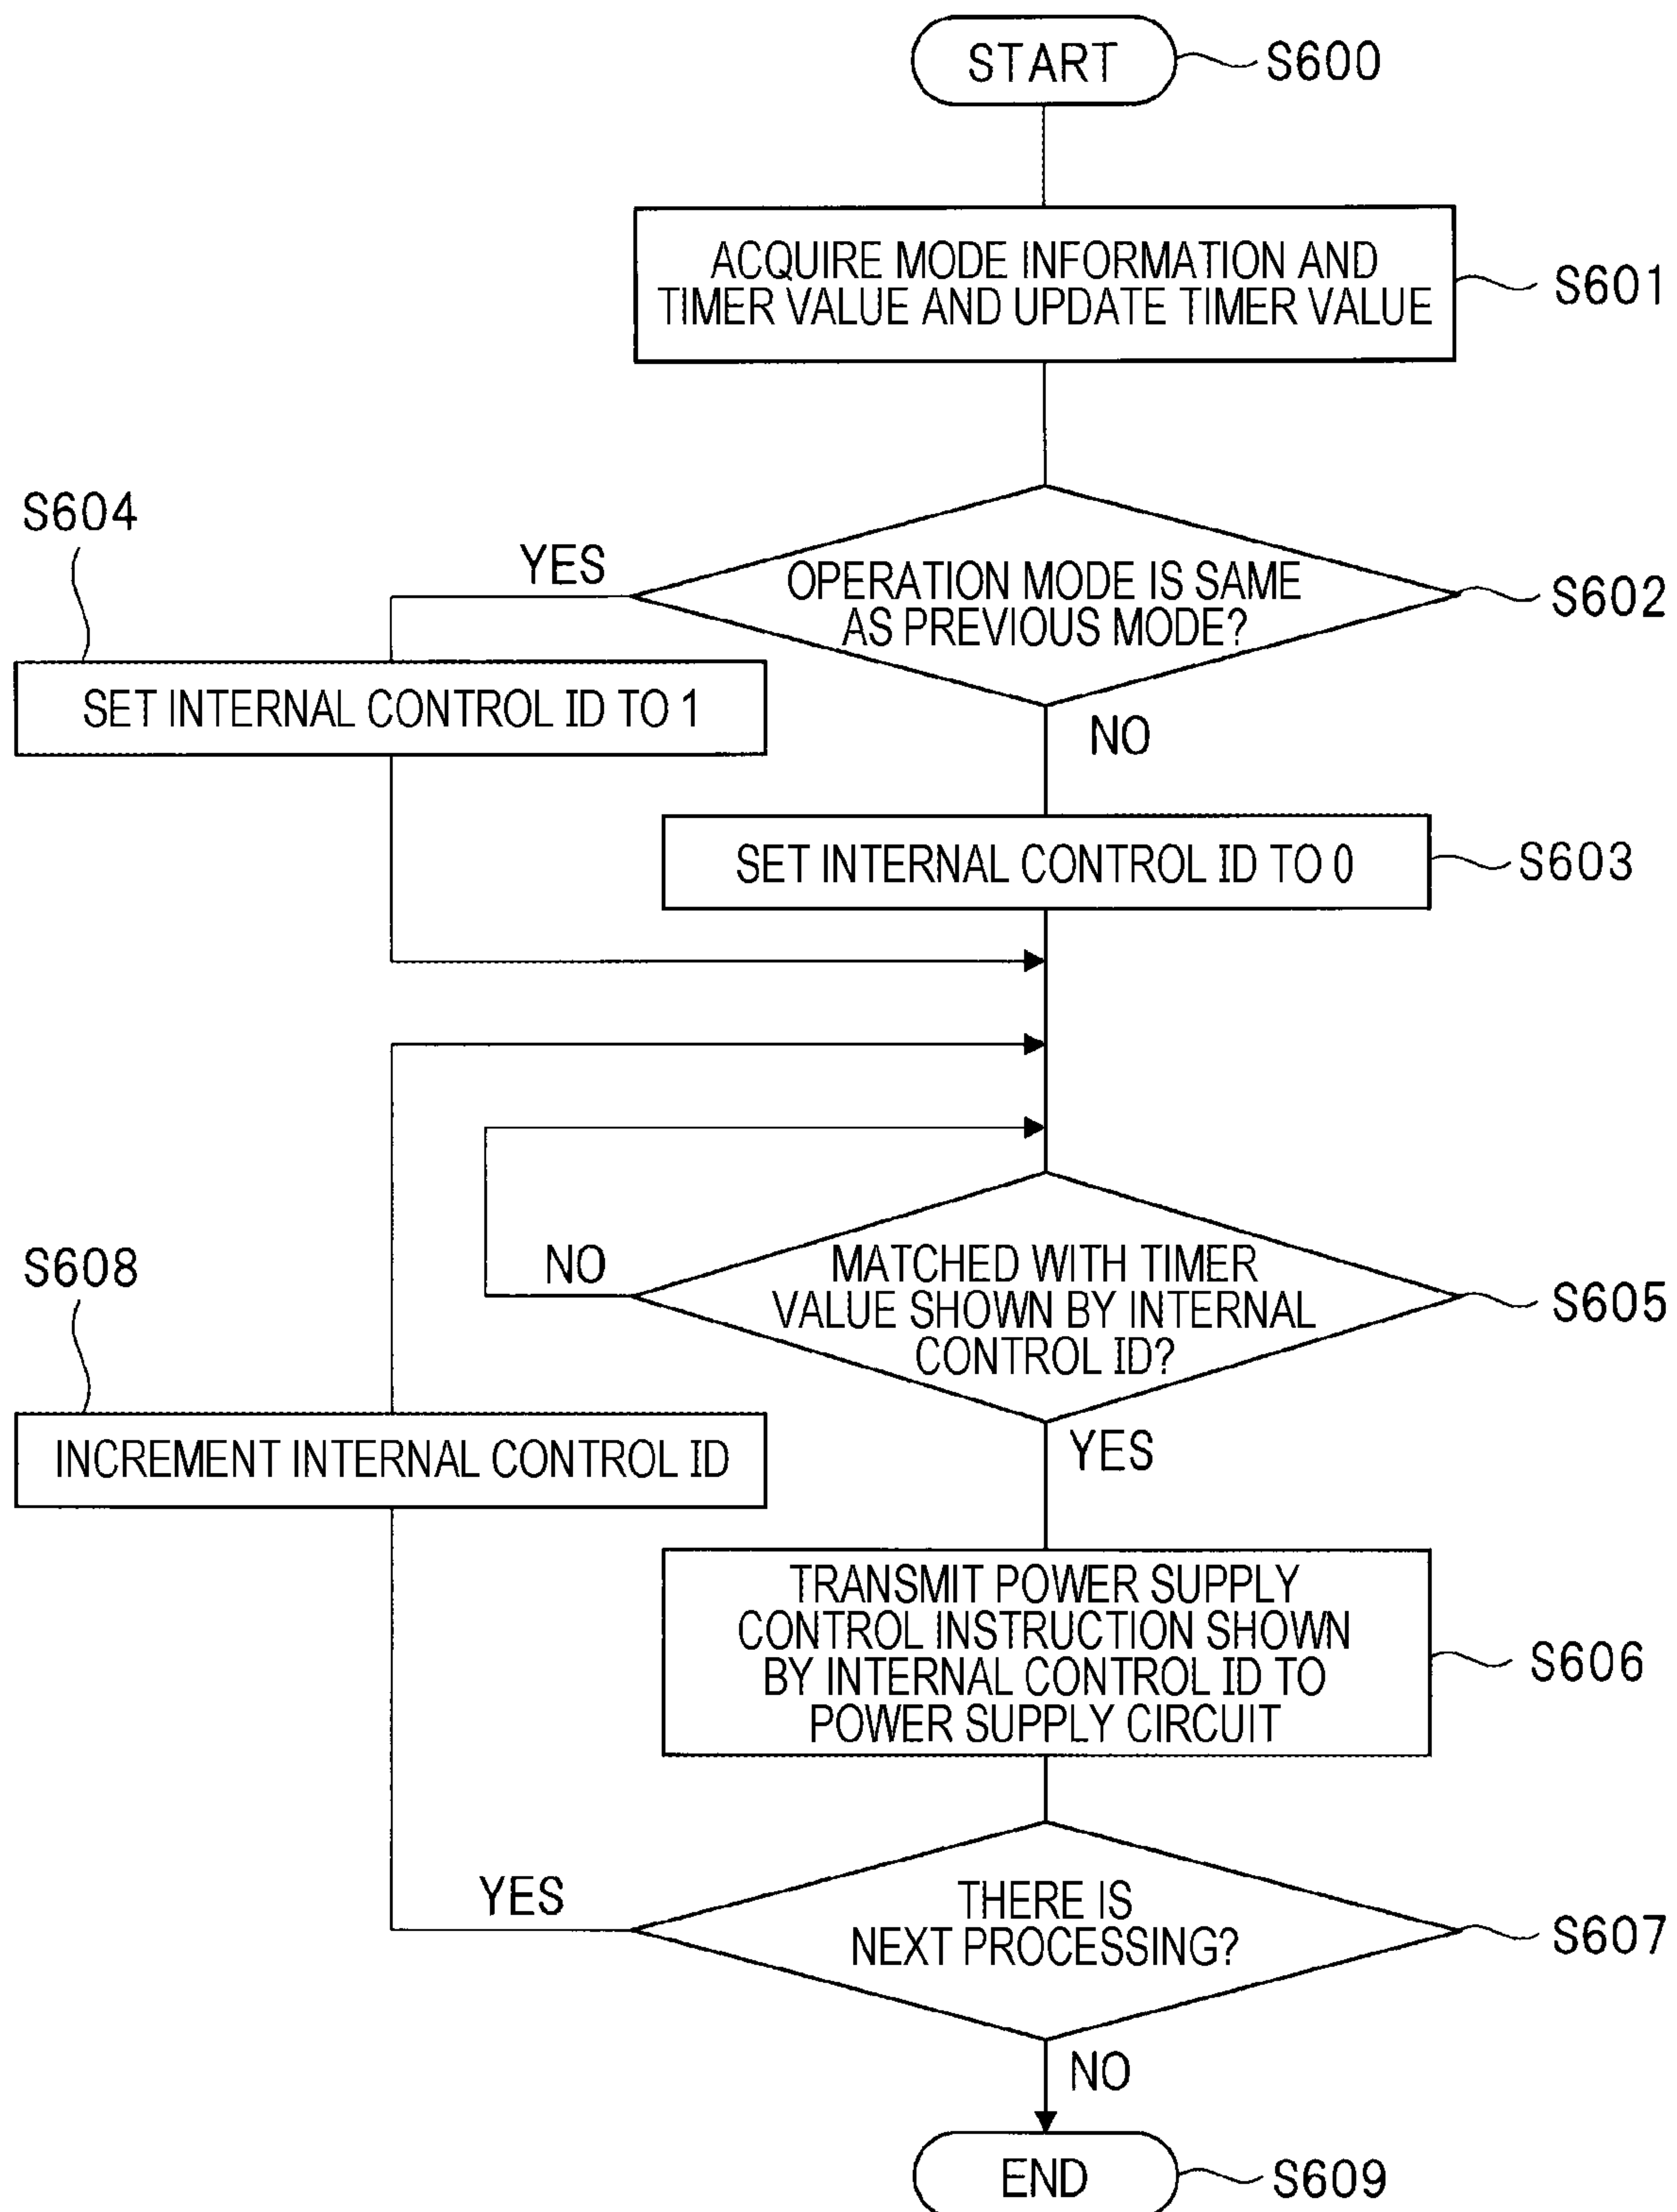 START
S600
ACQUIRE MODE INFORMATION AND
TIMER VALUE AND UPDATE TIMER VALUE
S601
S604
YES
OPERATION MODE IS SAME
AS PREVIOUS MODE?
S602
SET INTERNAL CONTROL ID TO 1
NO
SET INTERNAL CONTROL ID TO 0
S603
S608
NO
MATCHED WITH TIMER
VALUE SHOWN BY INTERNAL
CONTROL ID?
S605
INCREMENT INTERNAL CONTROL ID
YES
TRANSMIT POWER SUPPLY
CONTROL INSTRUCTION SHOWN
BY INTERNAL CONTROL ID TO
POWER SUPPLY CIRCUIT
S606
YES
THERE IS
NEXT PROCESSING?
S607
NO
END
S609